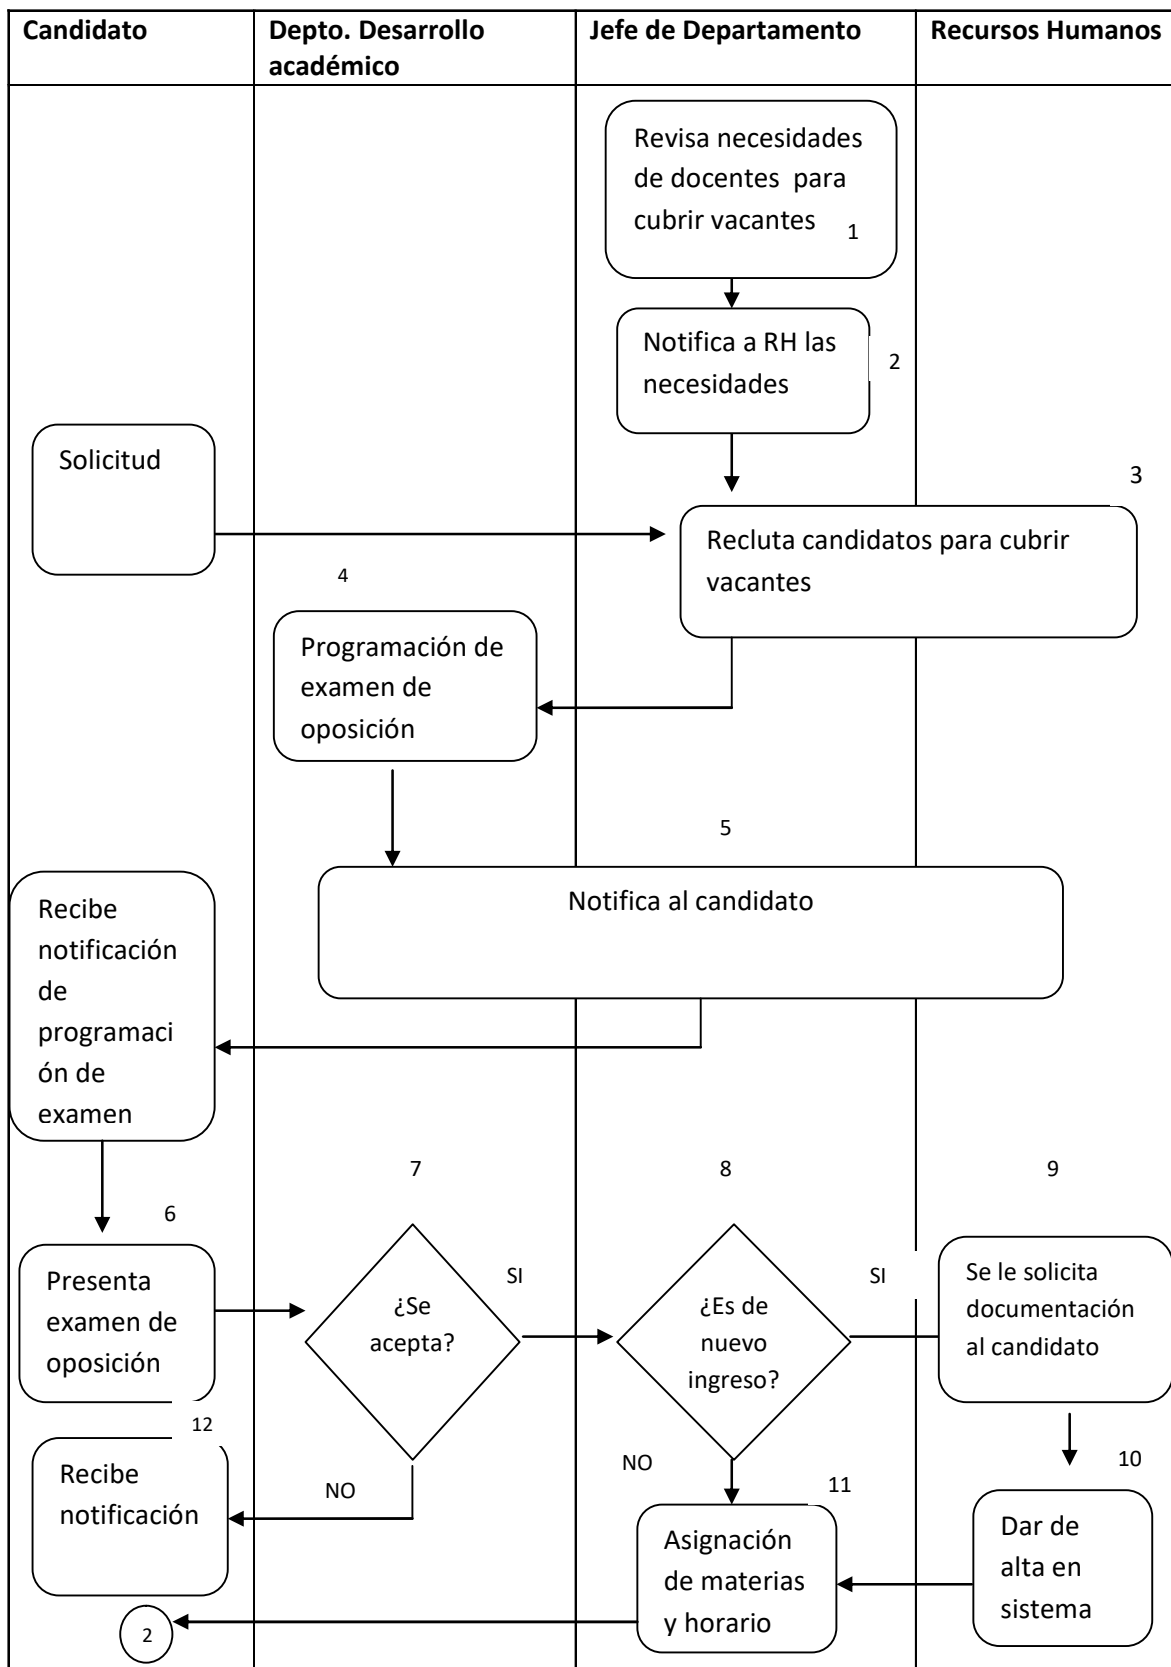 Candidato
Depto. Desarrollo
académico
Jefe de Departamento
Recursos Humanos
Revisa necesidades
de docentes para
cubrir vacantes
1
Notifica a RH las
necesidades
2
Solicitud
3
Recluta candidatos para cubrir
vacantes
4
Programación de
examen de
oposición
5
Notifica al candidato
Recibe
notificación
de
programaci
ón de
examen
6
7
8
9
Presenta
examen de
oposición
¿Se
acepta?
SI
¿Es de
nuevo
ingreso?
SI
Se le solicita
documentación
al candidato
12
Recibe
notificación
NO
NO
11
10
Asignación
de materias
y horario
Dar de
alta en
sistema
2